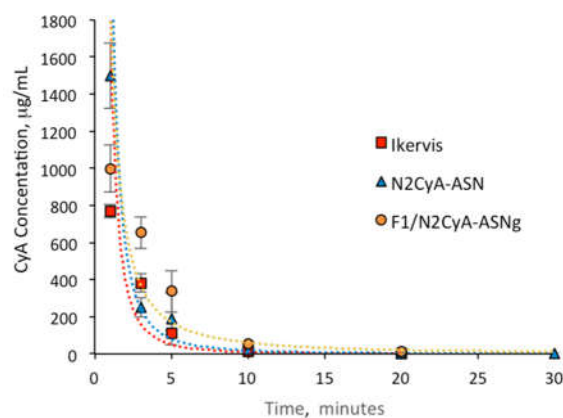 1800
1600
1400
1200
1000
800
600
400
200
0
CyA Concentation, µg/mL
Ikervis
N2CyA-ASN
F1/N2CyA-ASNg
0 5 10 15 20 25 30
Time, minutes